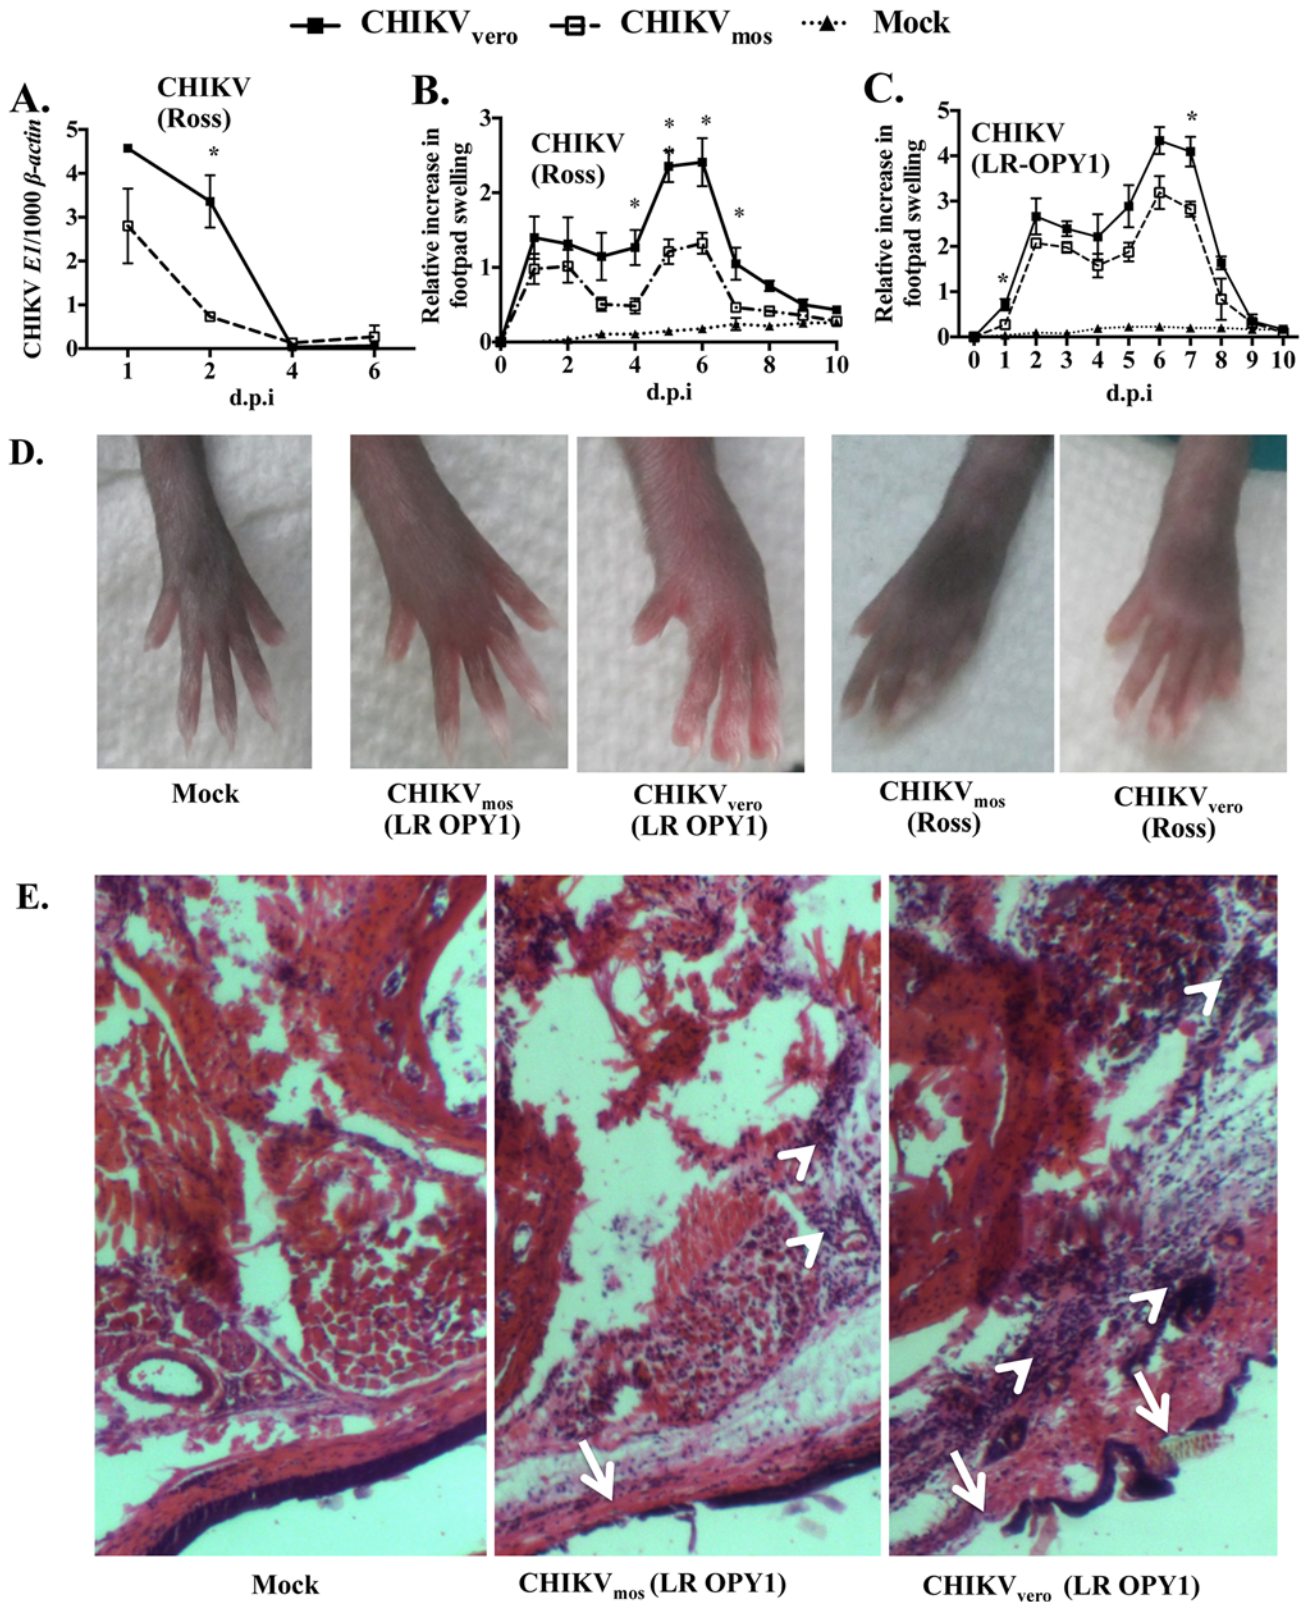 CHIKVvero CHIKVmos Mock
A.
CHIKV
(Ross)
CHIKV E1/1000 β-actin
5
4
3
2
1
0
*
1 2 4 6
d.p.i
B.
CHIKV
(Ross)
Relative increase in
footpad swelling
3
2
1
0
* * * * *
0 2 4 6 8 10
d.p.i
C.
CHIKV
(LR-OPY1)
Relative increase in
footpad swelling
5
4
3
2
1
0
* *
0 1 2 3 4 5 6 7 8 9 10
d.p.i
D.
Mock
CHIKVmos
(LR OPY1)
CHIKVvero
(LR OPY1)
CHIKVmos
(Ross)
CHIKVvero
(Ross)
E.
Mock
CHIKVmos (LR OPY1)
CHIKVvero (LR OPY1)